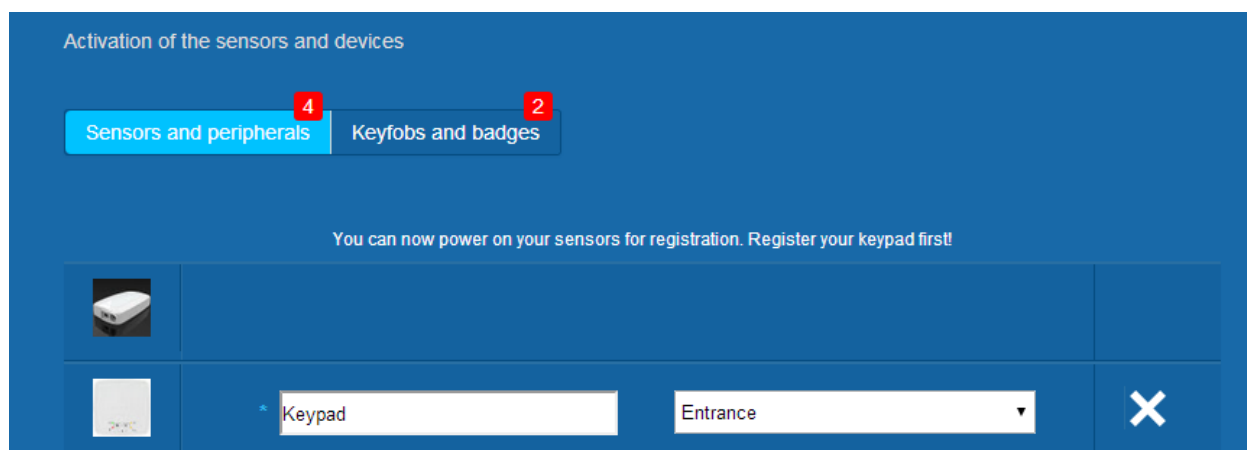 Activation of the sensors and devices
4
2
Sensors and peripherals
Keyfobs and badges
You can now power on your sensors for registration. Register your keypad first!
* Keypad
Entrance